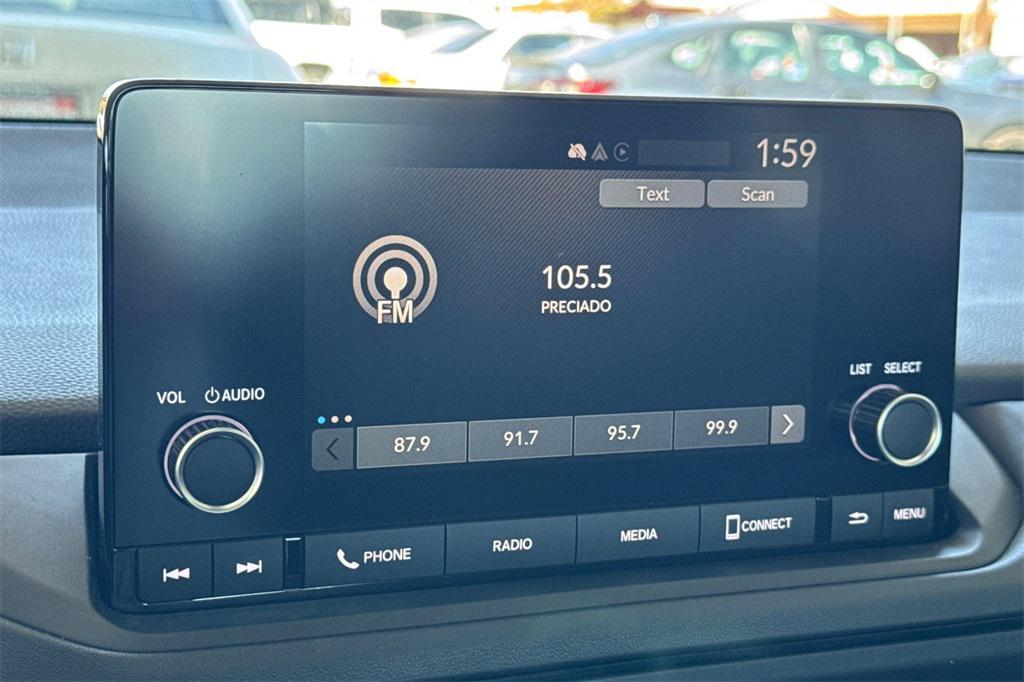 1:59
Text Scan
FM
105.5
PRECIADO
VOL AUDIO
LIST SELECT
87.9 91.7 95.7 99.9
PHONE RADIO MEDIA CONNECT MENU